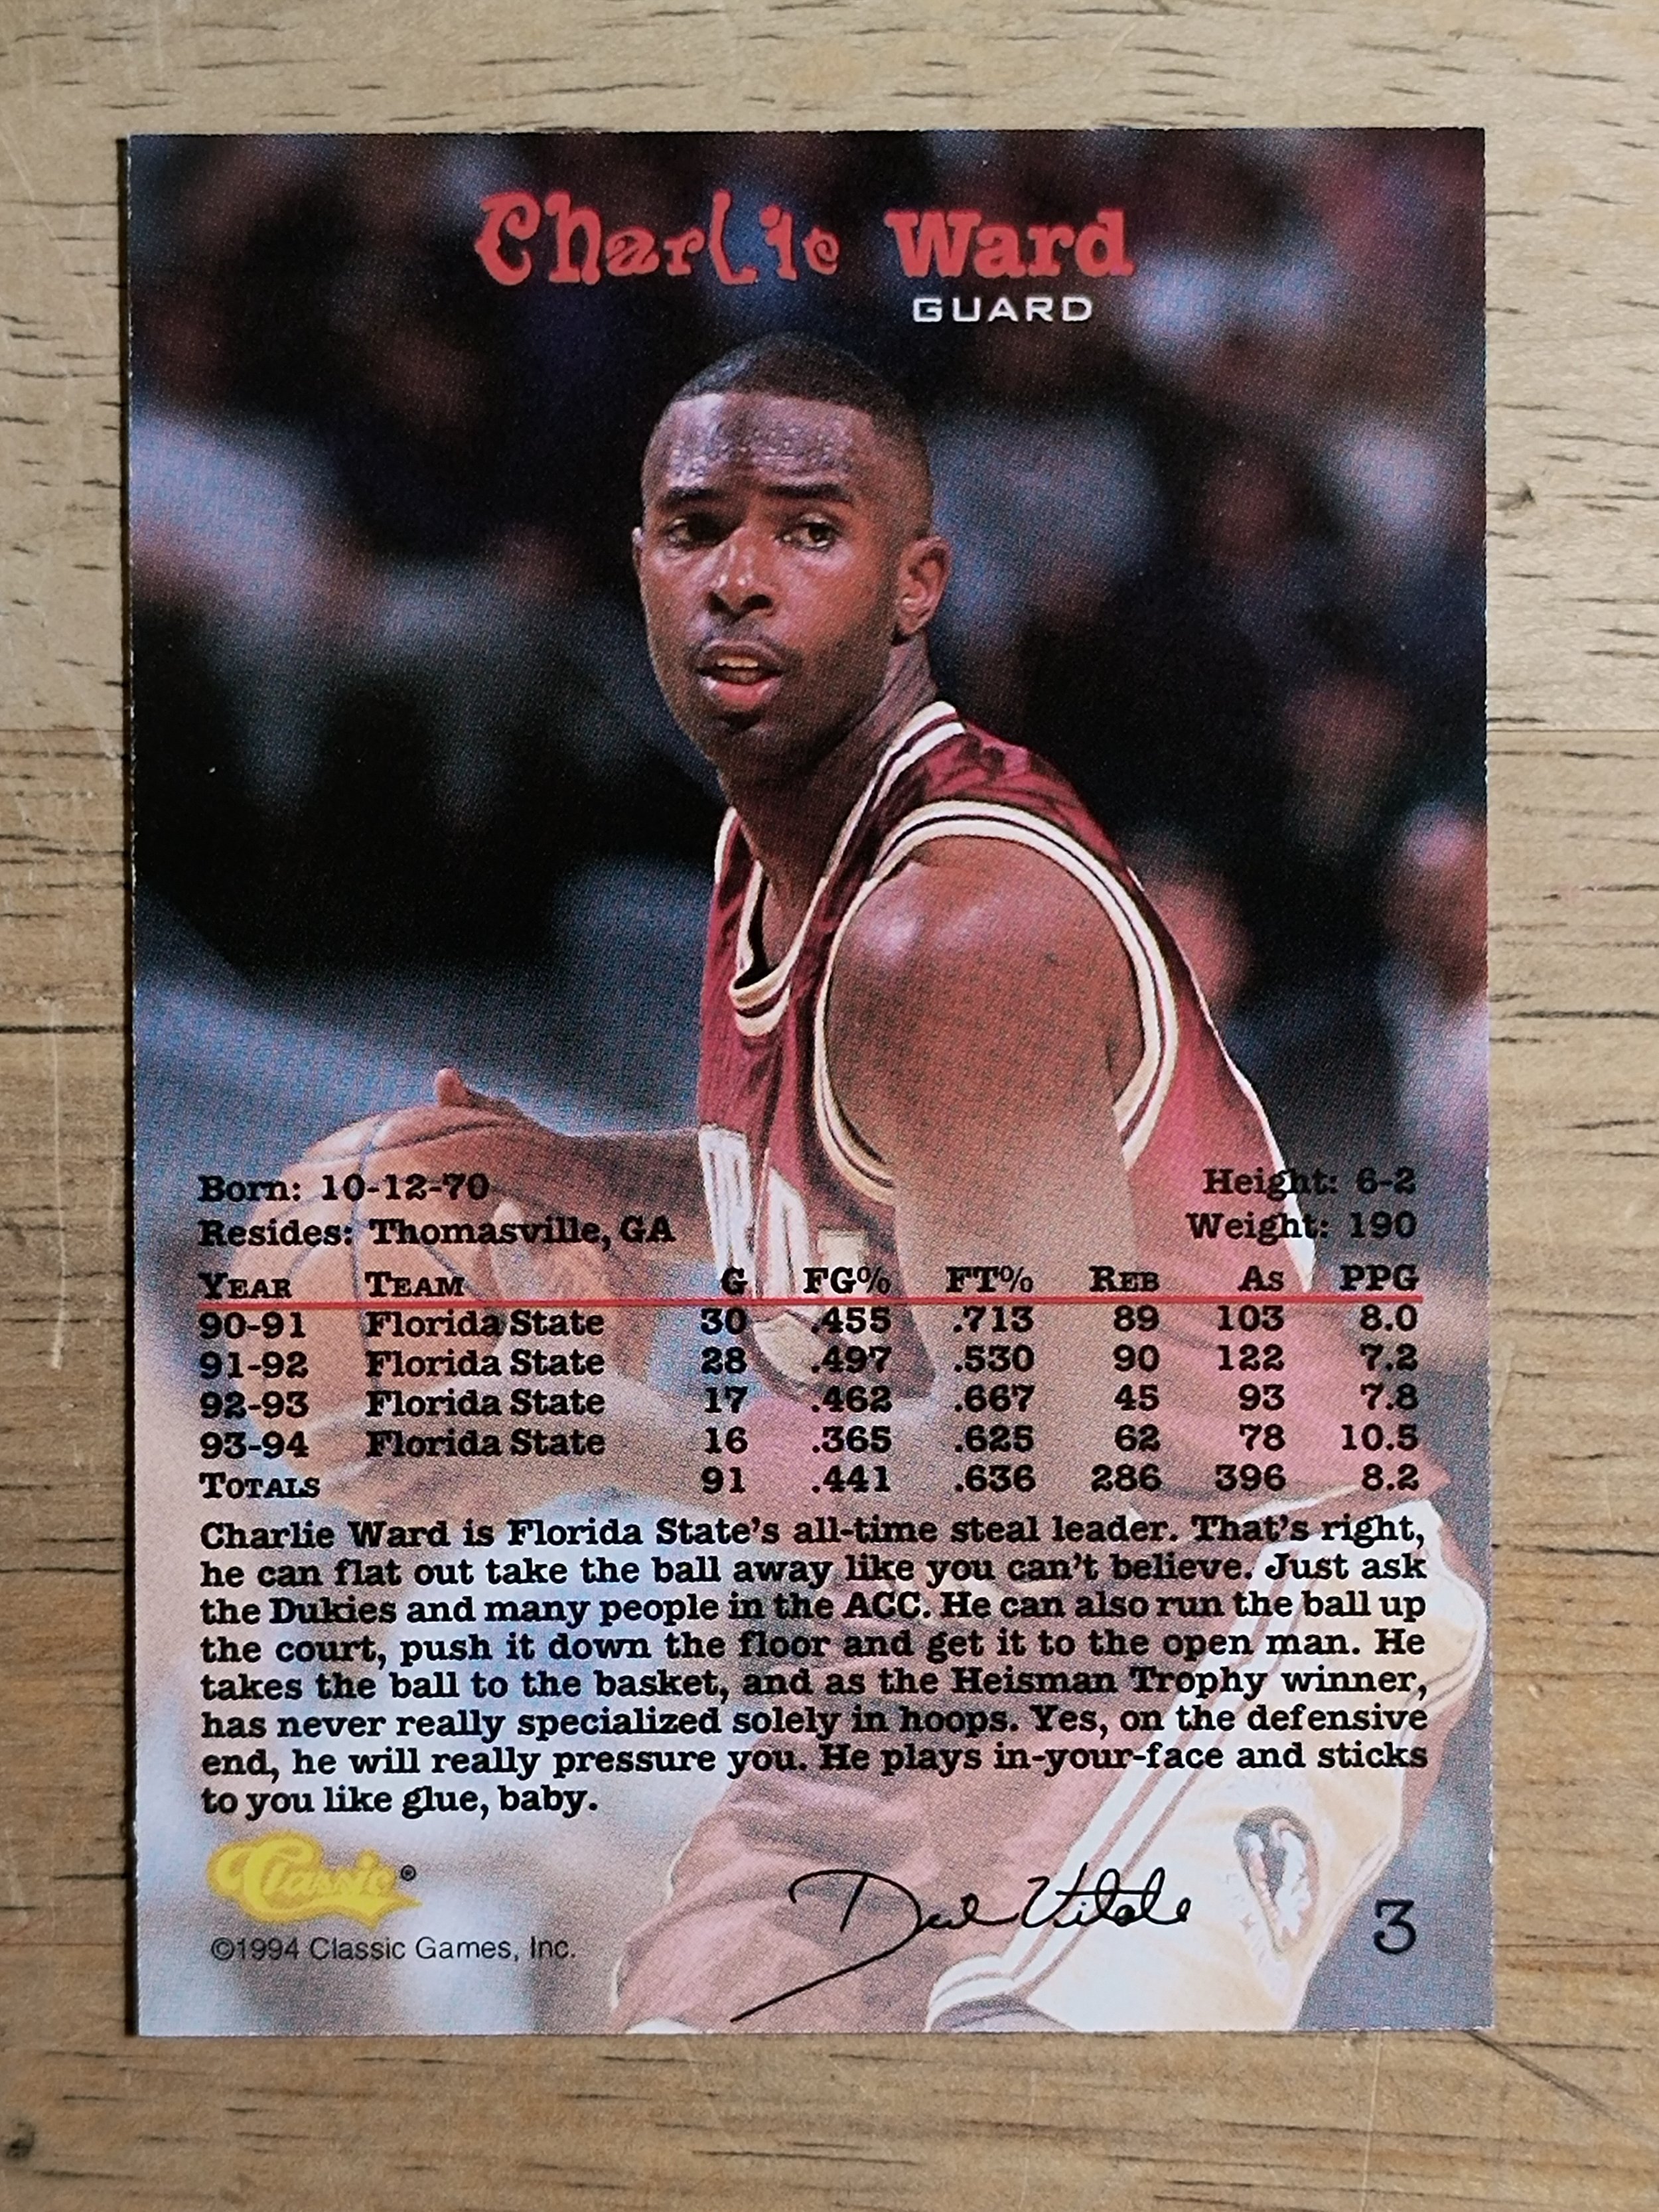 Charlie Ward
GUARD
Born: 10-12-70 Height: 6-2
Resides: Thomasville, GA Weight: 190
YEAR TEAM G FG% FT% REB AS PPG
90-91 Florida State 30 .455 .713 89 103 8.0
91-92 Florida State 28 .497 .530 90 122 7.2
92-93 Florida State 17 .462 .667 45 93 7.8
93-94 Florida State 16 .365 .625 62 78 10.5
TOTALS 91 .441 .636 286 396 8.2
Charlie Ward is Florida State's all-time steal leader. That's right,
he can flat out take the ball away like you can't believe. Just ask
the Dukies and many people in the ACC. He can also run the ball up
the court, push it down the floor and get it to the open man. He
takes the ball to the basket, and as the Heisman Trophy winner,
has never really specialized solely in hoops. Yes, on the defensive
end, he will really pressure you. He plays in-your-face and sticks
to you like glue, baby.
Classic®
Dick Vitale
©1994 Classic Games, Inc.
3